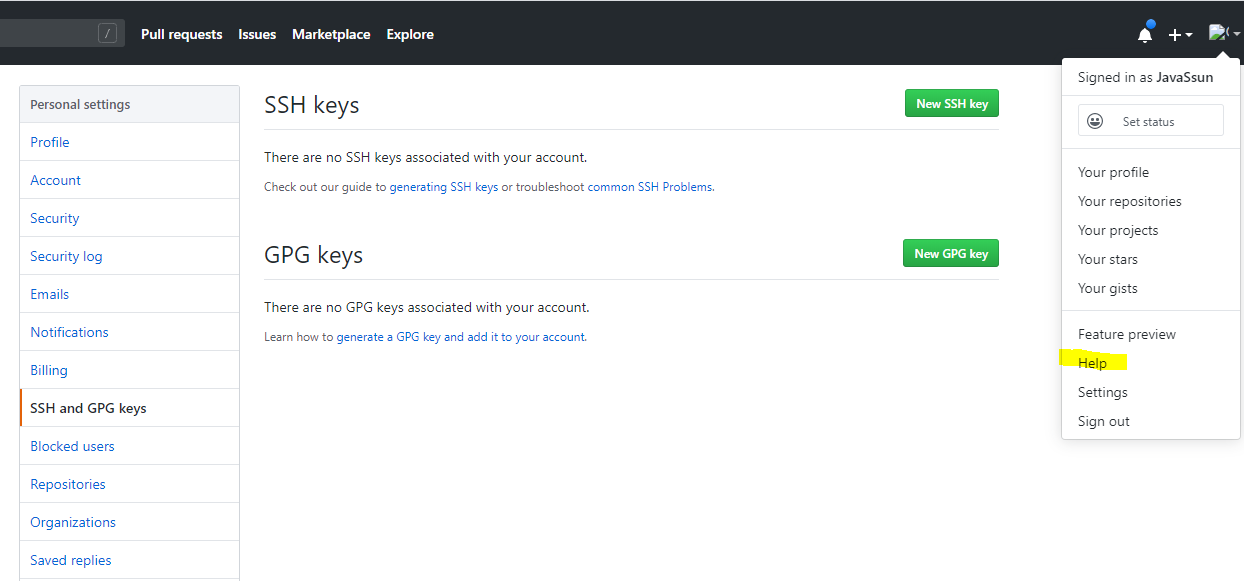 /
Pull requests Issues Marketplace Explore
Signed in as JavaSsun
Set status
Your profile
Your repositories
Your projects
Your stars
Your gists
Feature preview
Help
Settings
Sign out
Personal settings
Profile
Account
Security
Security log
Emails
Notifications
Billing
SSH and GPG keys
Blocked users
Repositories
Organizations
Saved replies
SSH keys
New SSH key
There are no SSH keys associated with your account.
Check out our guide to generating SSH keys or troubleshoot common SSH Problems.
GPG keys
New GPG key
There are no GPG keys associated with your account.
Learn how to generate a GPG key and add it to your account.